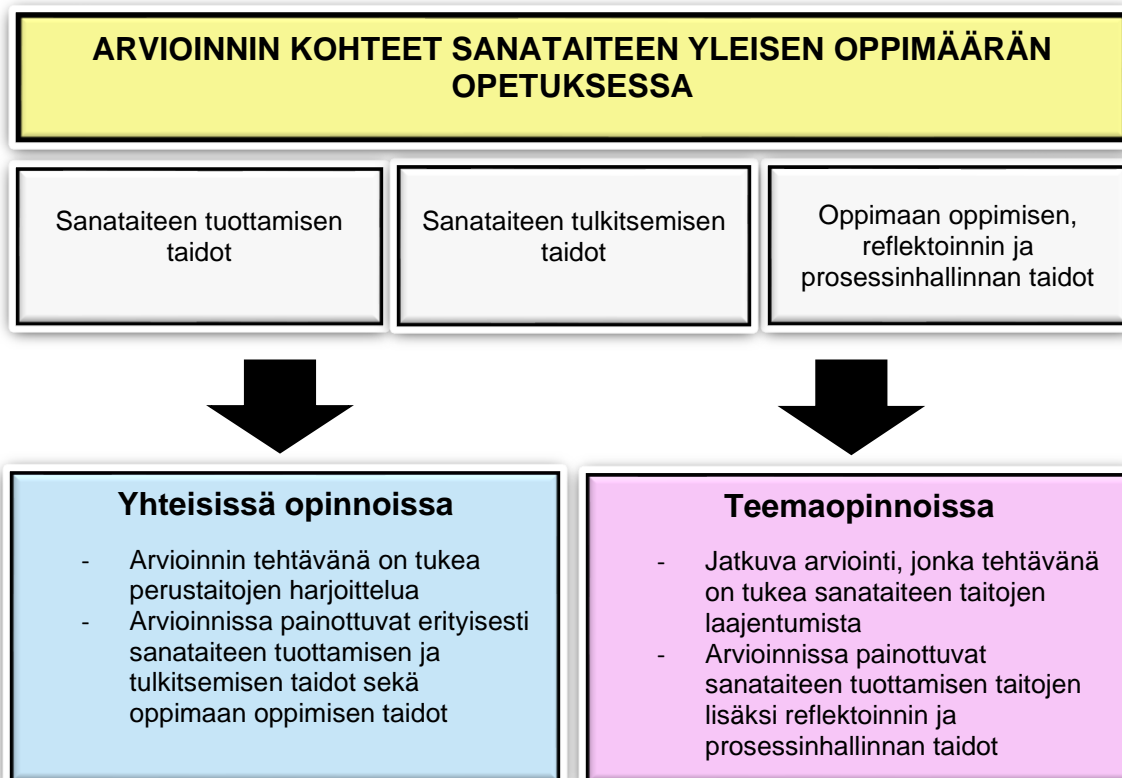 ARVIOINNIN KOHTEET SANATAITEEN YLEISEN OPPIMÄÄRÄN
OPETUKSESSA
Sanataiteen tuottamisen
taidot
Sanataiteen tulkitsemisen
taidot
Oppimaan oppimisen,
reflektoinnin ja
prosessinhallinnan taidot
Yhteisissä opinnoissa
- Arvioinnin tehtävänä on tukea
perustaitojen harjoittelua
- Arvioinnissa painottuvat erityisesti
sanataiteen tuottamisen ja
tulkitsemisen taidot sekä
oppimaan oppimisen taidot
Teemaopinnoissa
- Jatkuva arviointi, jonka tehtävänä
on tukea sanataiteen taitojen
laajentumista
- Arvioinnissa painottuvat
sanataiteen tuottamisen taitojen
lisäksi reflektoinnin ja
prosessinhallinnan taidot